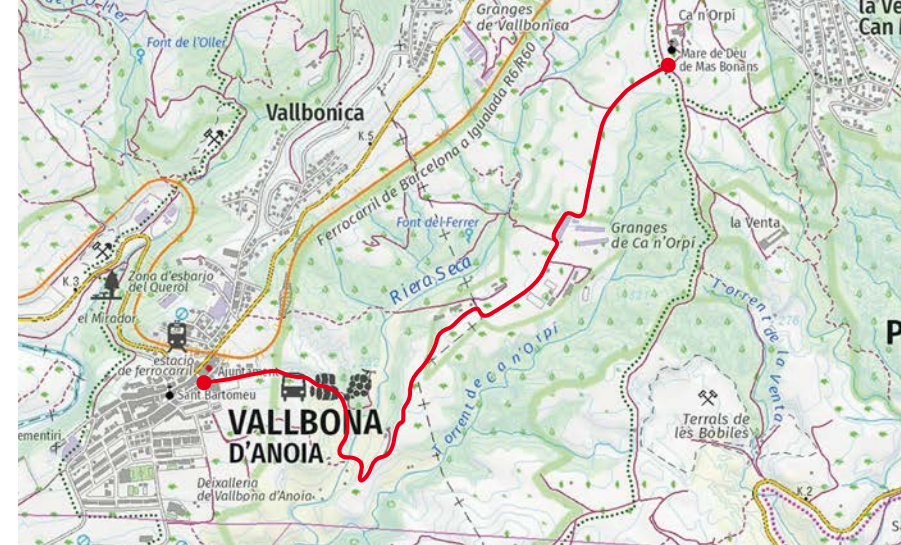 Granges
de Vallbonica
Ca n'Orpí
la Ve
Can
Font de l'Oller
Mare de Déu
de Mas Bonans
Vallbonica
K.5
Ferrocarril de Barcelona a Igualada R6 R60
Font del Ferrer
Granges
de Ca n'Orpí
la Venta
Riera Seca
K.3
Zona d'esbarjo
del Querol
el Mirador
Torrent de la Venta
estació
de ferrocarril
Ajuntament
Sant Bartomeu
VALLBONA
D'ANOIA
Torrent de Ca n'Orpí
Terrals de
les Bòbiles
P
ementiri
Deixalleria
de Vallbona d'Anoia
K.2
S